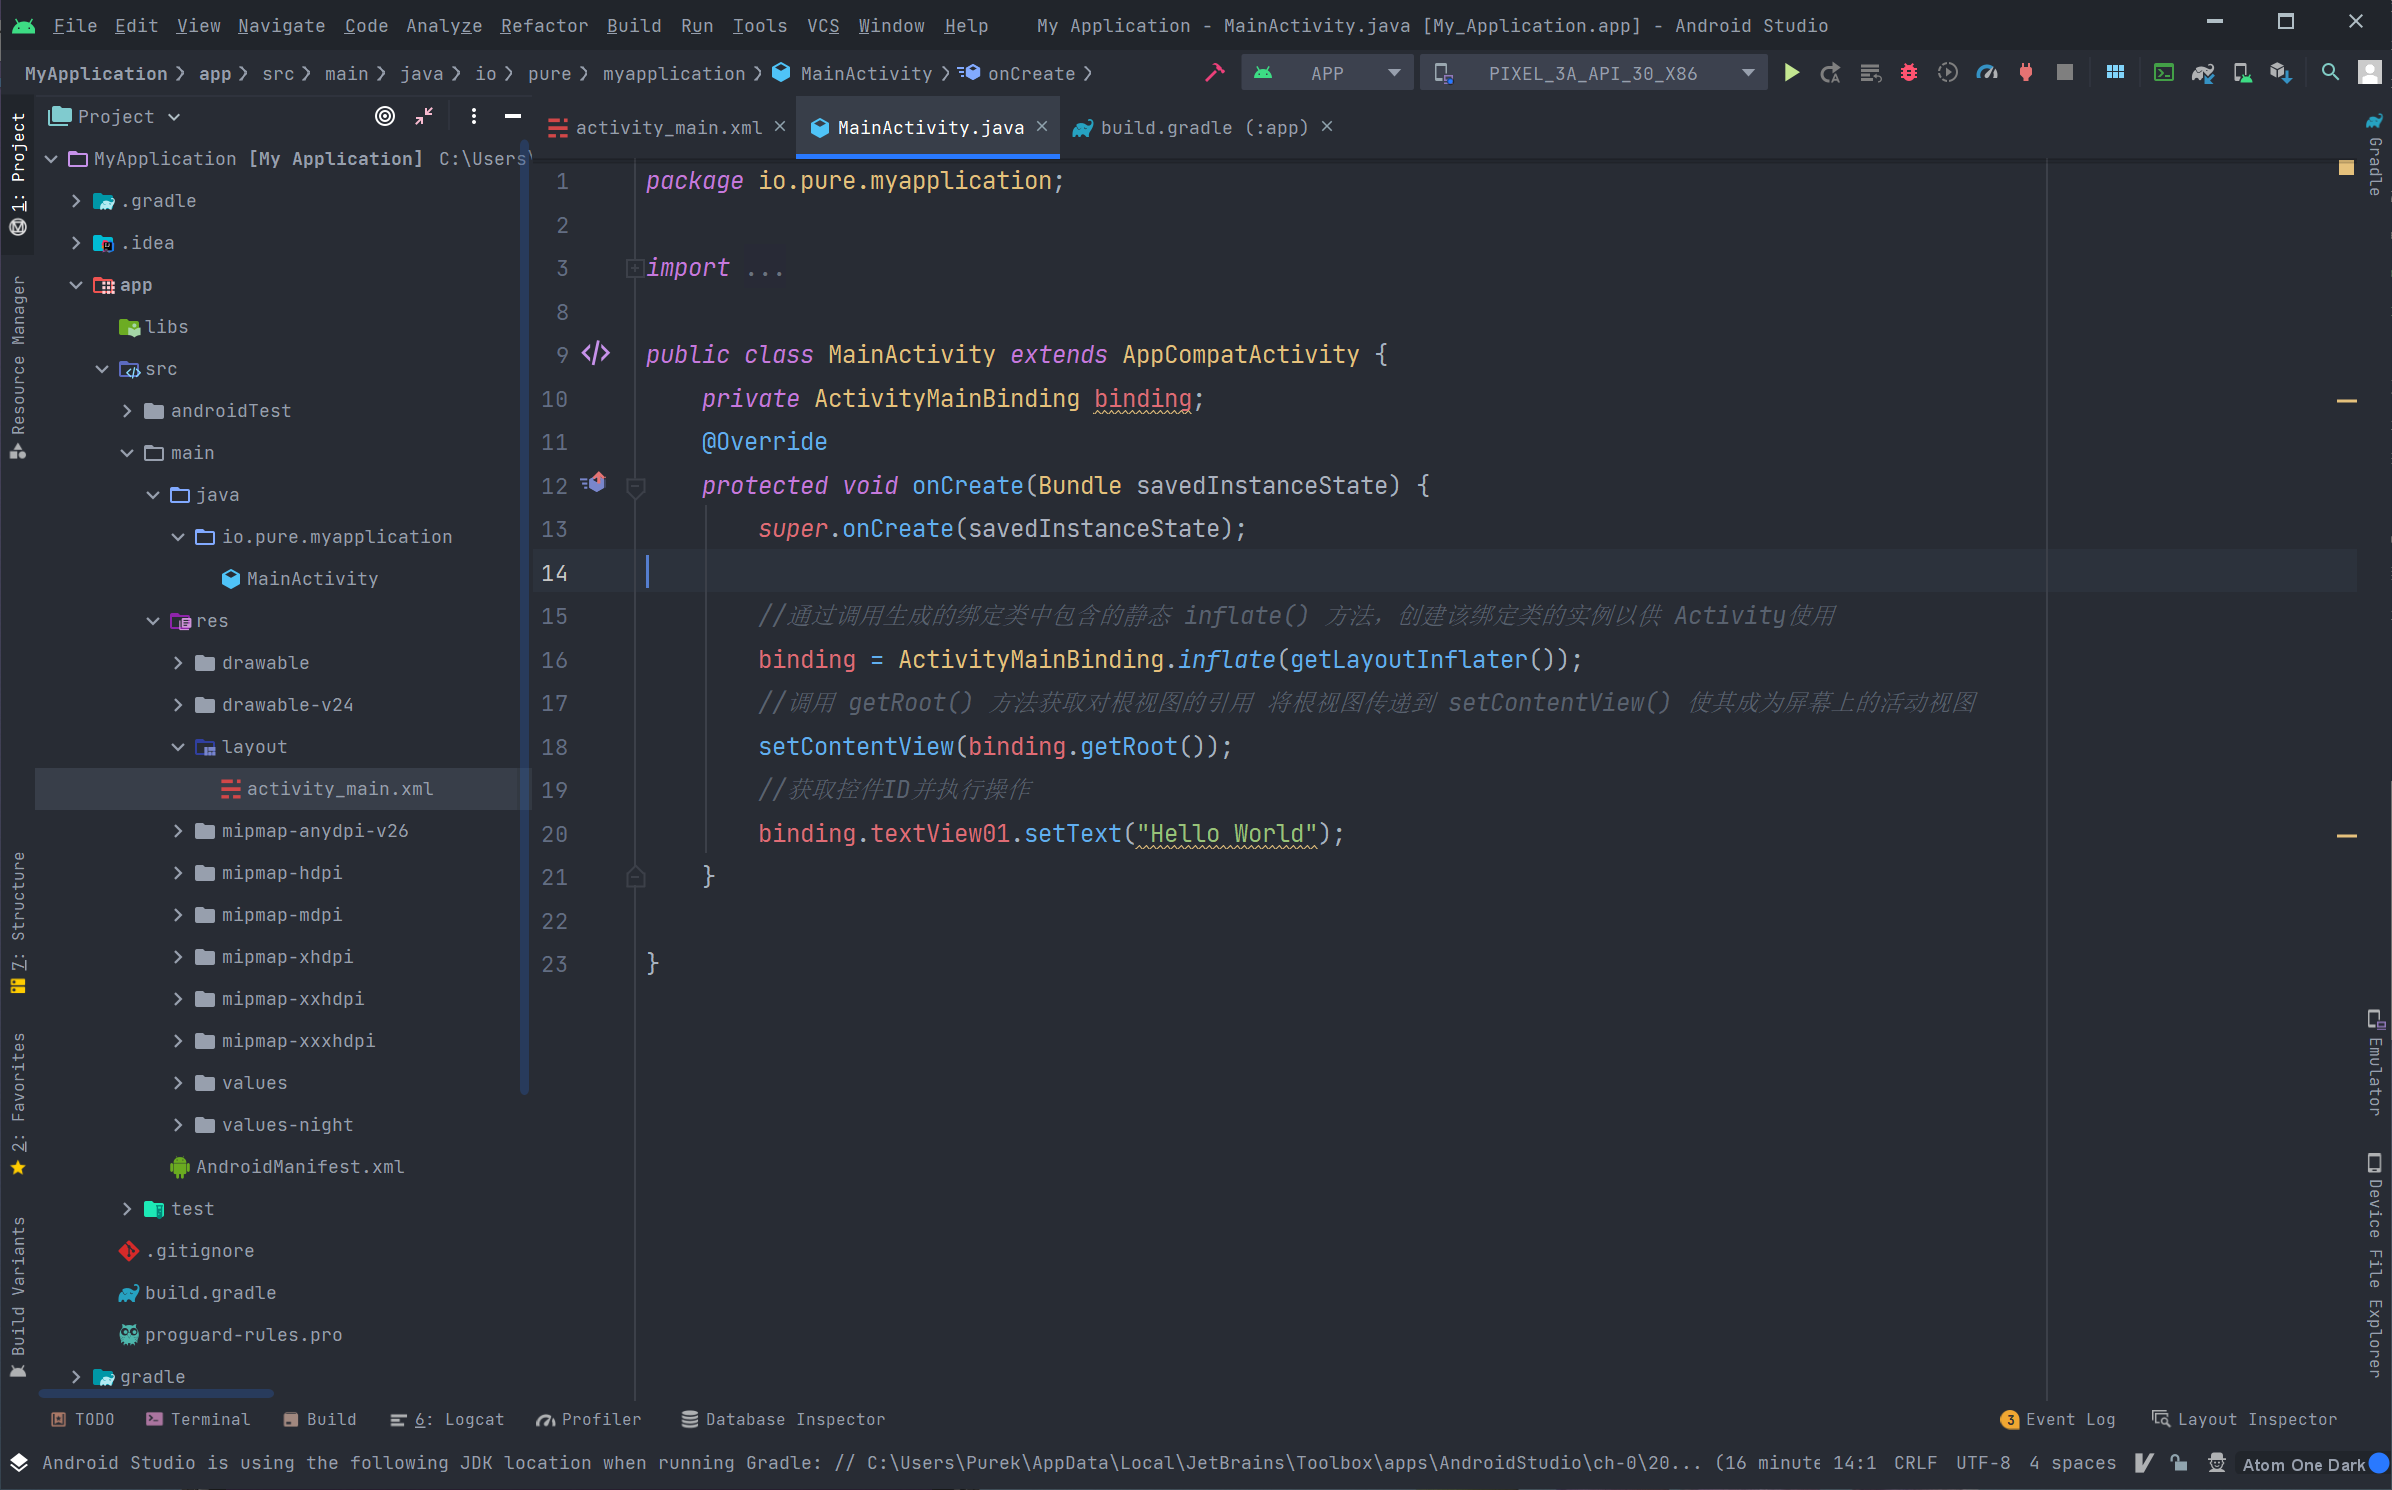 File Edit View Navigate Code Analyze Refactor Build Run Tools VCS Window Help My Application - MainActivity.java [My_Application.app] - Android Studio
MyApplication app src main java io pure myapplication MainActivity onCreate APP PIXEL_3A_API_30_X86
Project
activity_main.xml MainActivity.java build.gradle (:app)
MyApplication [My Application] C:\Users\
.gradle
.idea
app
libs
src
androidTest
main
java
io.pure.myapplication
MainActivity
res
drawable
drawable-v24
layout
activity_main.xml
mipmap-anydpi-v26
mipmap-hdpi
mipmap-mdpi
mipmap-xhdpi
mipmap-xxhdpi
mipmap-xxxhdpi
values
values-night
AndroidManifest.xml
test
.gitignore
build.gradle
proguard-rules.pro
gradle
1: Project
Resource Manager
7: Structure
2: Favorites
Build Variants
1 package io.pure.myapplication;
2
3 import ...
8
9 public class MainActivity extends AppCompatActivity {
10 private ActivityMainBinding binding;
11 @Override
12 protected void onCreate(Bundle savedInstanceState) {
13 super.onCreate(savedInstanceState);
14
15 //通过调用生成的绑定类中包含的静态 inflate() 方法，创建该绑定类的实例以供 Activity使用
16 binding = ActivityMainBinding.inflate(getLayoutInflater());
17 //调用 getRoot() 方法获取对根视图的引用 将根视图传递到 setContentView() 使其成为屏幕上的活动视图
18 setContentView(binding.getRoot());
19 //获取控件ID并执行操作
20 binding.textView01.setText("Hello World");
21 }
22
23 }
Gradle
Emulator
Device File Explorer
TODO Terminal Build 6: Logcat Profiler Database Inspector 3 Event Log Layout Inspector
Android Studio is using the following JDK location when running Gradle: // C:\Users\Purek\AppData\Local\JetBrains\Toolbox\apps\AndroidStudio\ch-0\20... (16 minute 14:1 CRLF UTF-8 4 spaces Atom One Dark